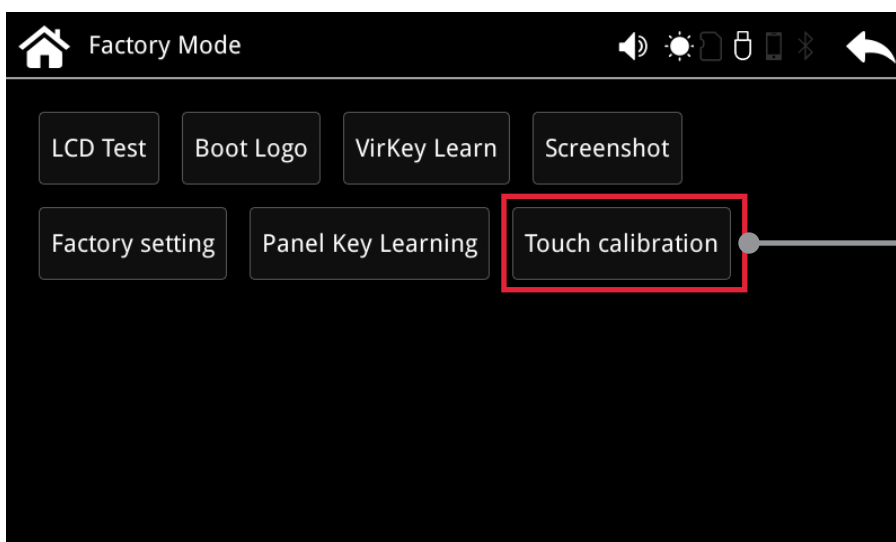 Factory Mode
LCD Test Boot Logo VirKey Learn Screenshot
Factory setting Panel Key Learning Touch calibration